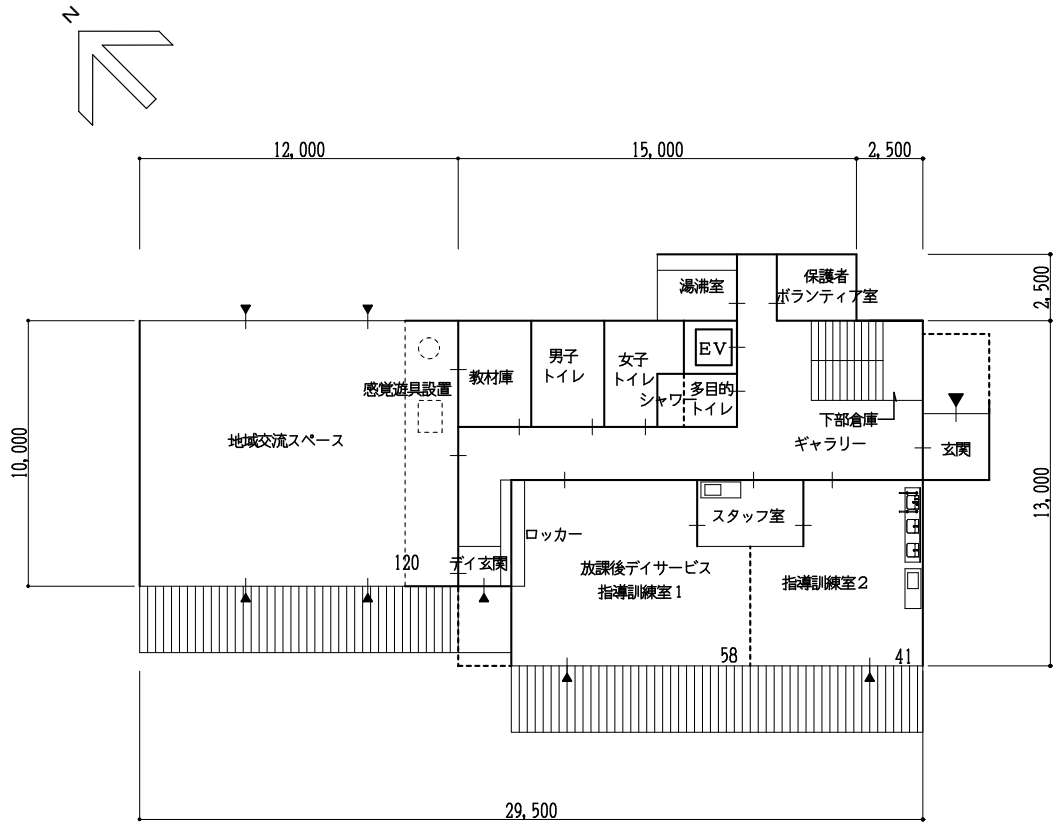 N
12,000
15,000
2,500
湯沸室
保護者
ボランティア室
2,500
EV
教材庫
男子
トイレ
女子
トイレ
シャワー
多目的
トイレ
感覚遊具設置
下部倉庫
地域交流スペース
ギャラリー
玄関
10,000
13,000
スタッフ室
ロッカー
120
デイ玄関
放課後デイサービス
指導訓練室1
指導訓練室2
58
41
29,500